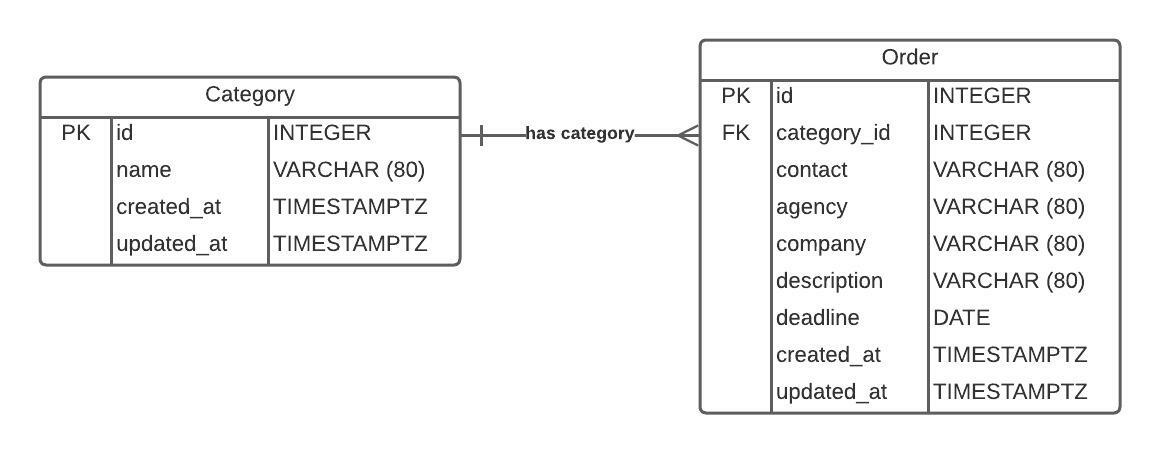 Category
PK id INTEGER
name VARCHAR (80)
created_at TIMESTAMPTZ
updated_at TIMESTAMPTZ
has category
Order
PK id INTEGER
FK category_id INTEGER
contact VARCHAR (80)
agency VARCHAR (80)
company VARCHAR (80)
description VARCHAR (80)
deadline DATE
created_at TIMESTAMPTZ
updated_at TIMESTAMPTZ